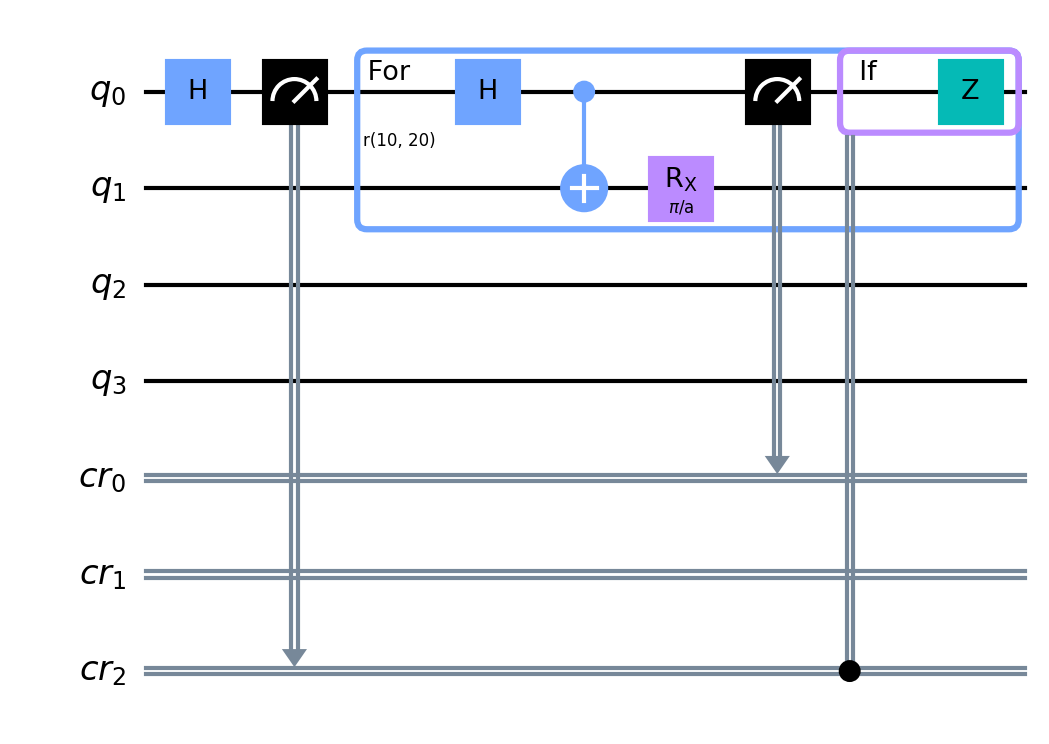 q0 H For H If Z
r(10, 20)
q1 RX
π/a
q2
q3
cr0
cr1
cr2